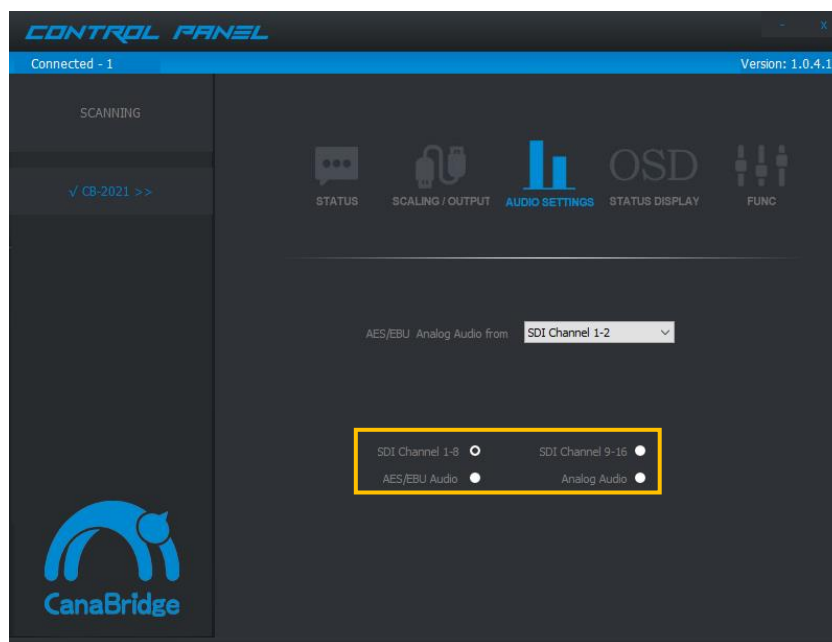 CONTROL PANEL
- x
Connected - 1 Version: 1.0.4.1
SCANNING
√ CB-2021 >>
OSD
STATUS SCALING / OUTPUT AUDIO SETTINGS STATUS DISPLAY FUNC
AES/EBU Analog Audio from SDI Channel 1-2
SDI Channel 1-8 SDI Channel 9-16
AES/EBU Audio Analog Audio
CanaBridge